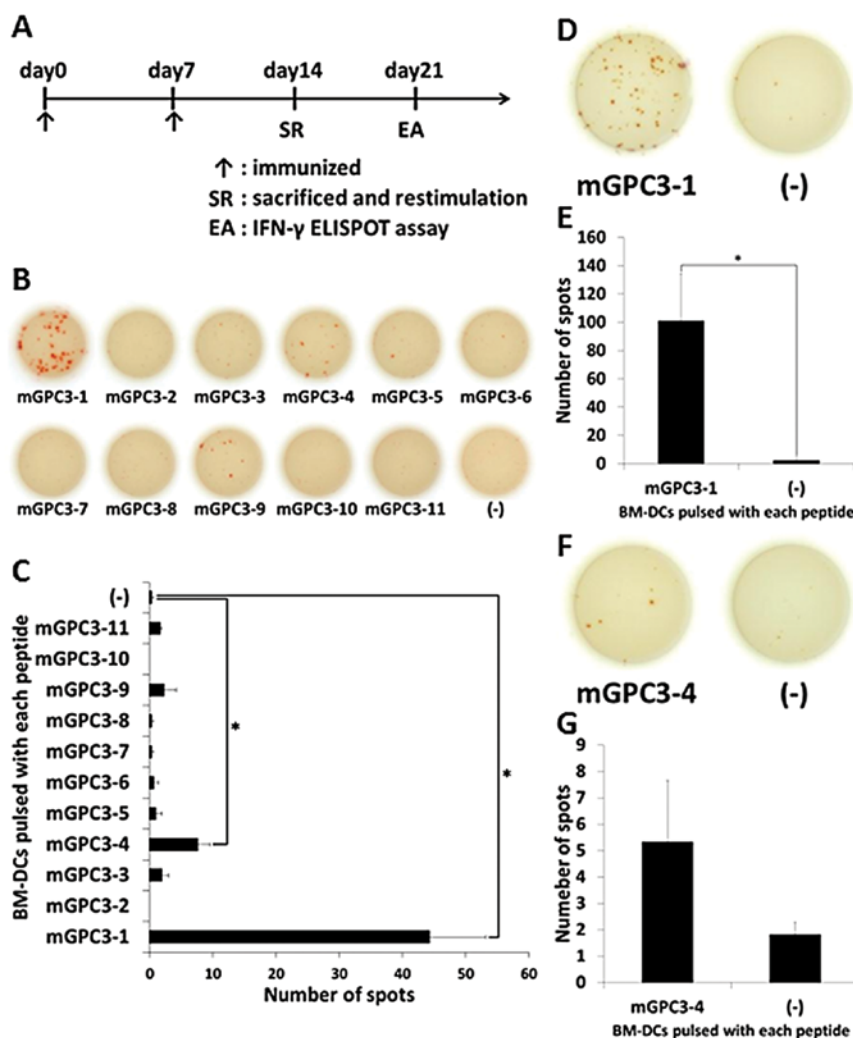 A
day0 day7 day14 day21
SR EA
↑ : immunized
SR : sacrificed and restimulation
EA : IFN-γ ELISPOT assay
B
mGPC3-1 mGPC3-2 mGPC3-3 mGPC3-4 mGPC3-5 mGPC3-6
mGPC3-7 mGPC3-8 mGPC3-9 mGPC3-10 mGPC3-11 (-)
C
BM-DCs pulsed with each peptide
(-)
mGPC3-11
mGPC3-10
mGPC3-9
mGPC3-8
mGPC3-7
mGPC3-6
mGPC3-5
mGPC3-4
mGPC3-3
mGPC3-2
mGPC3-1
*
*
0 10 20 30 40 50 60
Number of spots
D
mGPC3-1 (-)
E
Number of spots
160
140
120
100
80
60
40
20
0
*
mGPC3-1 (-)
BM-DCs pulsed with each peptide
F
mGPC3-4 (-)
G
Numeber of spots
9
8
7
6
5
4
3
2
1
0
mGPC3-4 (-)
BM-DCs pulsed with each peptide